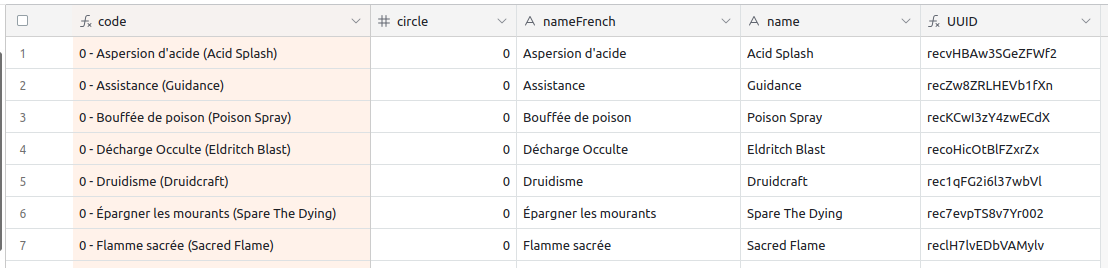 code circle nameFrench name UUID
1 0 - Aspersion d'acide (Acid Splash) 0 Aspersion d'acide Acid Splash recvHBAw3SGeZFWf2
2 0 - Assistance (Guidance) 0 Assistance Guidance recZw8ZRLHEVb1fXn
3 0 - Bouffée de poison (Poison Spray) 0 Bouffée de poison Poison Spray recKCwI3zY4zwECdX
4 0 - Décharge Occulte (Eldritch Blast) 0 Décharge Occulte Eldritch Blast recoHicOtBlFZxrZx
5 0 - Druidisme (Druidcraft) 0 Druidisme Druidcraft rec1qFG2i6l37wbVl
6 0 - Épargner les mourants (Spare The Dying) 0 Épargner les mourants Spare The Dying rec7evpTS8v7Yr002
7 0 - Flamme sacrée (Sacred Flame) 0 Flamme sacrée Sacred Flame reclH7lvEDbVAMylv